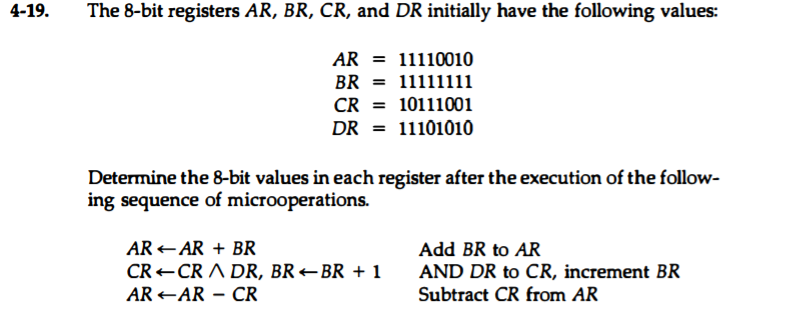 4-19. The 8-bit registers AR, BR, CR, and DR initially have the following values:
AR = 11110010
BR = 11111111
CR = 10111001
DR = 11101010
Determine the 8-bit values in each register after the execution of the follow-
ing sequence of microoperations.
AR ← AR + BR Add BR to AR
CR ← CR ∧ DR, BR ← BR + 1 AND DR to CR, increment BR
AR ← AR − CR Subtract CR from AR